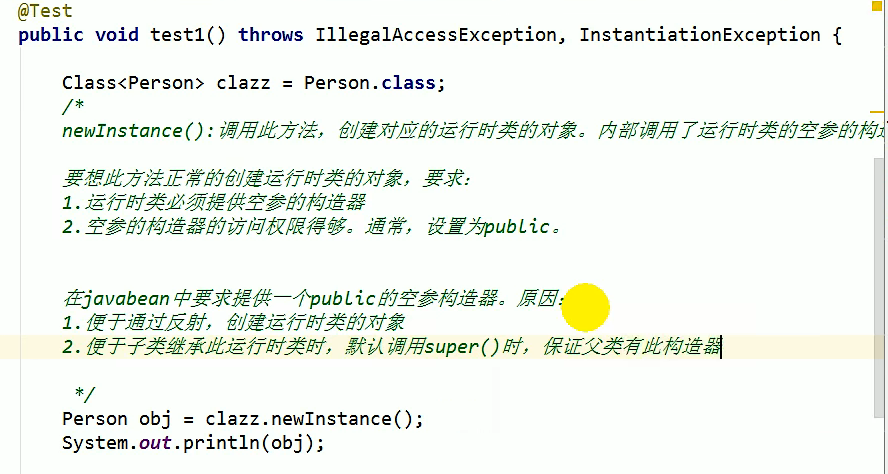 @Test
public void test1() throws IllegalAccessException, InstantiationException {
Class<Person> clazz = Person.class;
/*
newInstance():调用此方法，创建对应的运行时类的对象。内部调用了运行时类的空参的构造
要想此方法正常的创建运行时类的对象，要求：
1.运行时类必须提供空参的构造器
2.空参的构造器的访问权限得够。通常，设置为public。
在javabean中要求提供一个public的空参构造器。原因：
1.便于通过反射，创建运行时类的对象
2.便于子类继承此运行时类时，默认调用super()时，保证父类有此构造器
*/
Person obj = clazz.newInstance();
System.out.println(obj);